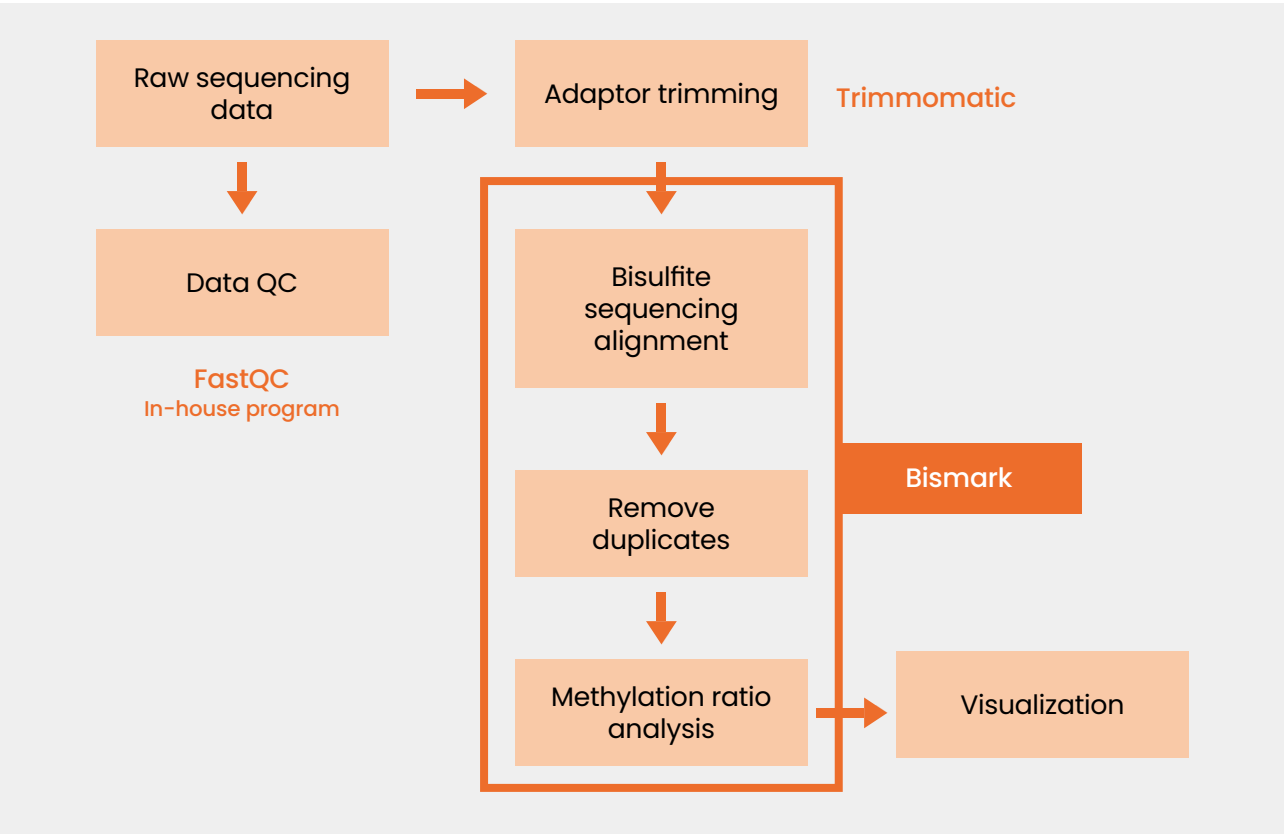 Raw sequencing
data
Adaptor trimming
Trimmomatic
Data QC
FastQC
In-house program
Bisulfite
sequencing
alignment
Remove
duplicates
Bismark
Methylation ratio
analysis
Visualization